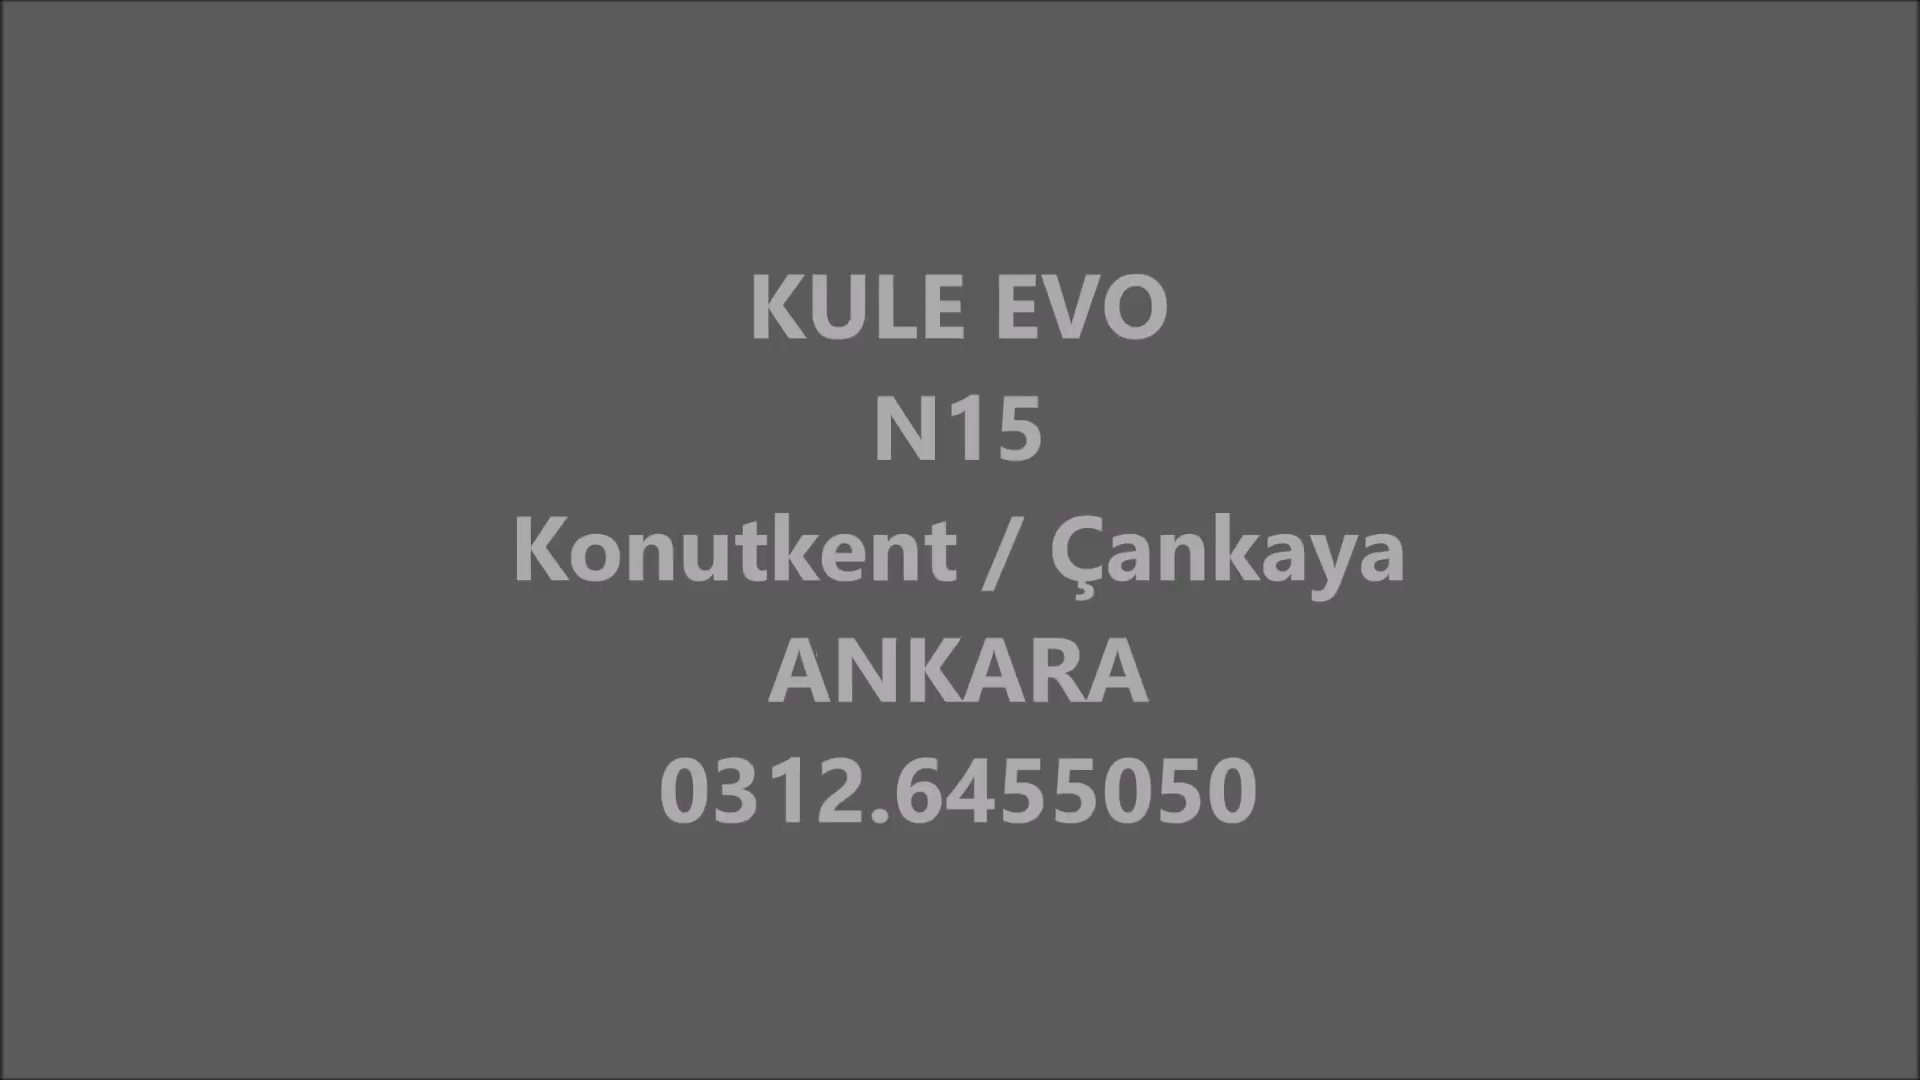 KULE EVO
N15
Konutkent / Çankaya
ANKARA
0312.6455050